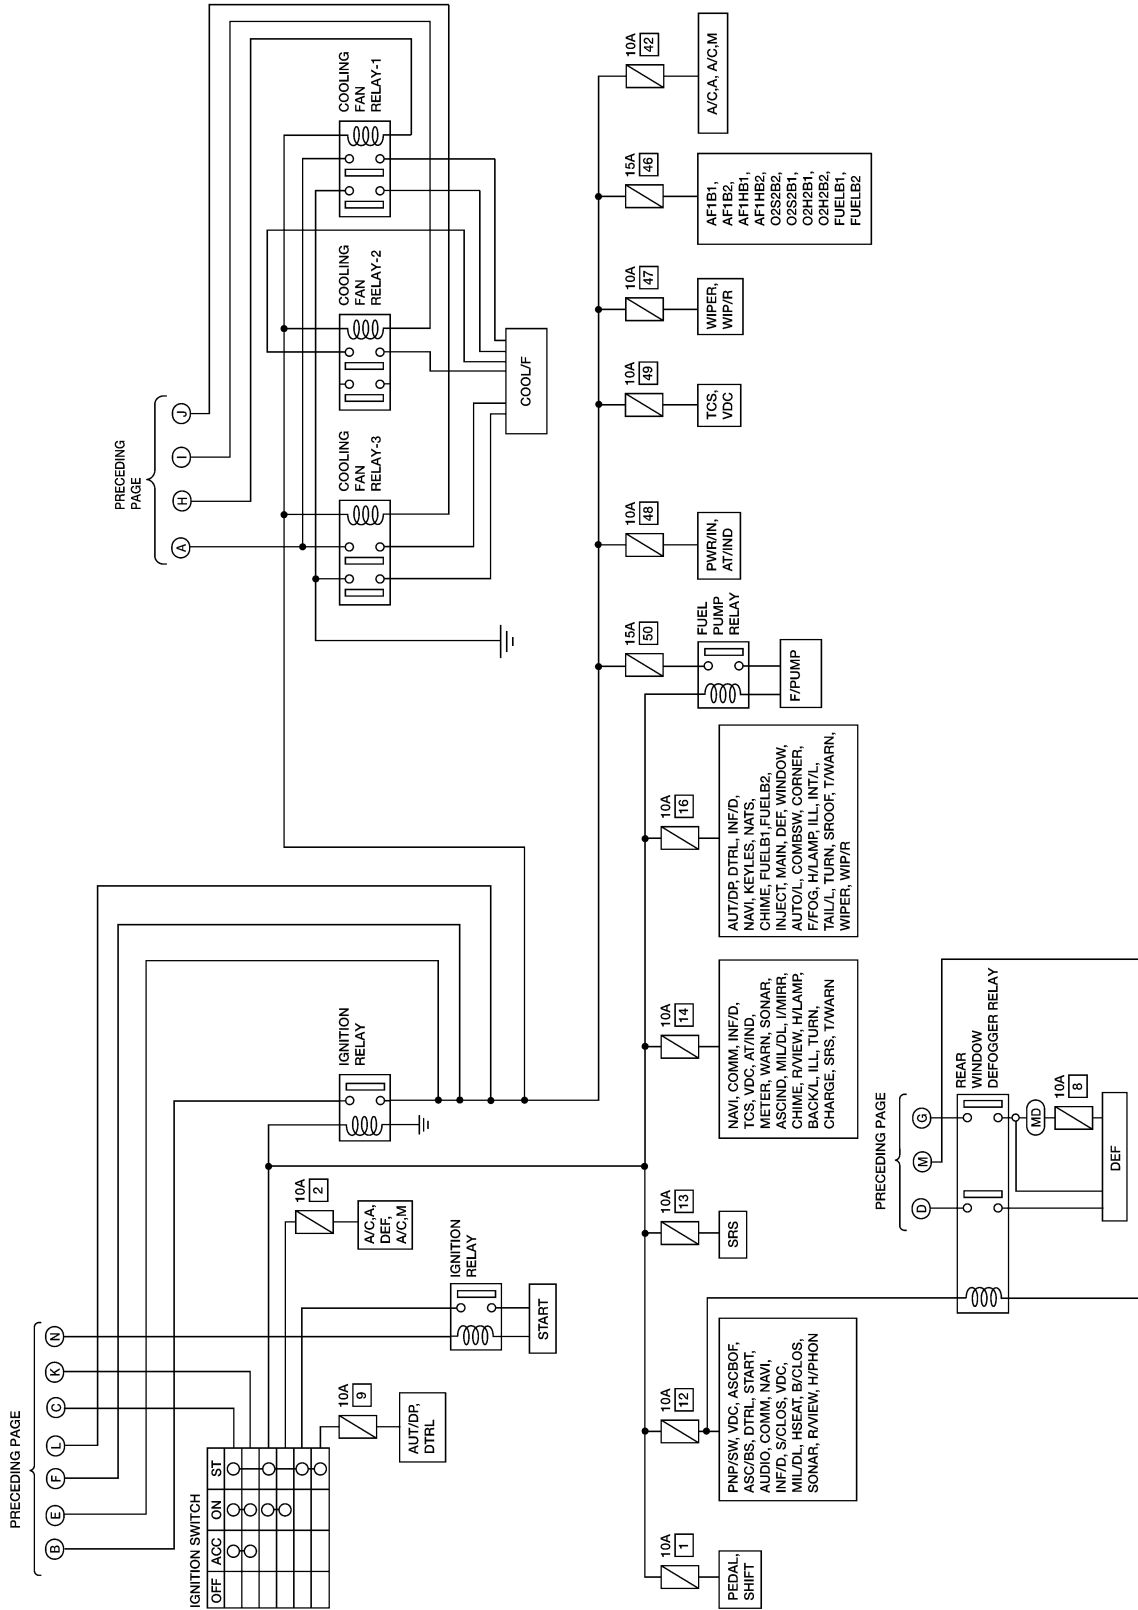 PRECEDING PAGE
B
E
F
L
C
K
N
IGNITION SWITCH
OFF
ACC
ON
ST
10A
9
AUT/DP,
DTRL
IGNITION
RELAY
START
10A
2
A/C,A,
DEF,
A/C,M
IGNITION
RELAY
PRECEDING
PAGE
A
H
I
J
COOLING
FAN
RELAY-3
COOLING
FAN
RELAY-2
COOLING
FAN
RELAY-1
COOL/F
15A
50
FUEL
PUMP
RELAY
F/PUMP
10A
48
PWR/IN,
AT/IND
10A
49
TCS,
VDC
10A
47
WIPER,
WIP/R
15A
46
AF1B1,
AF1B2,
AF1HB1,
AF1HB2,
O2S2B2,
O2S2B1,
O2H2B1,
O2H2B2,
FUELB1,
FUELB2
10A
42
A/C,A, A/C,M
10A
1
PEDAL,
SHIFT
10A
12
PNP/SW, VDC, ASCBOF,
ASC/BS, DTRL, START,
AUDIO, COMM, NAVI,
INF/D, S/CLOS, VDC,
MIL/DL, HSEAT, B/CLOS,
SONAR, R/VIEW, H/PHON
10A
13
SRS
10A
14
NAVI, COMM, INF/D,
TCS, VDC, AT/IND,
METER, WARN, SONAR,
ASCIND, MIL/DL, I/MIRR,
CHIME, R/VIEW, H/LAMP,
BACK/L, ILL, TURN,
CHARGE, SRS, T/WARN
10A
16
AUT/DP, DTRL, INF/D,
NAVI, KEYLES, NATS,
CHIME, FUELB1,FUELB2,
INJECT, MAIN, DEF, WINDOW,
AUTO/L, COMBSW, CORNER,
F/FOG, H/LAMP, ILL, INT/L,
TAIL/L, TURN, SROOF, T/WARN,
WIPER, WIP/R
PRECEDING PAGE
D
M
G
REAR
WINDOW
DEFOGGER RELAY
MD
10A
8
DEF